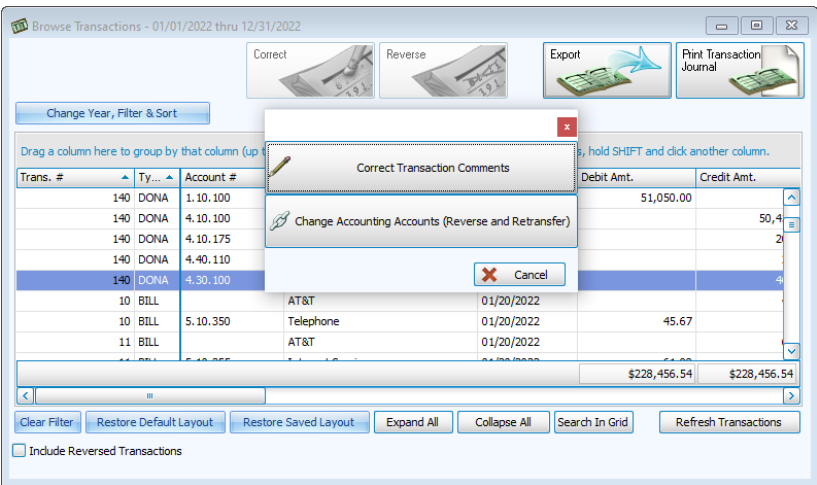 Browse Transactions - 01/01/2022 thru 12/31/2022
Correct
Reverse
Export
Print Transaction Journal
Change Year, Filter & Sort
Drag a column here to group by that column (up t
s, hold SHIFT and click another column.
x
Correct Transaction Comments
Change Accounting Accounts (Reverse and Retransfer)
Cancel
Trans. # Ty... Account # Debit Amt. Credit Amt.
140 DONA 1.10.100 51,050.00
140 DONA 4.10.100 50,4
140 DONA 4.10.175 2
140 DONA 4.40.110
140 DONA 4.30.100 4
10 BILL AT&T 01/20/2022
10 BILL 5.10.350 Telephone 01/20/2022 45.67
11 BILL AT&T 01/20/2022
$228,456.54 $228,456.54
Clear Filter Restore Default Layout Restore Saved Layout Expand All Collapse All Search In Grid Refresh Transactions
Include Reversed Transactions